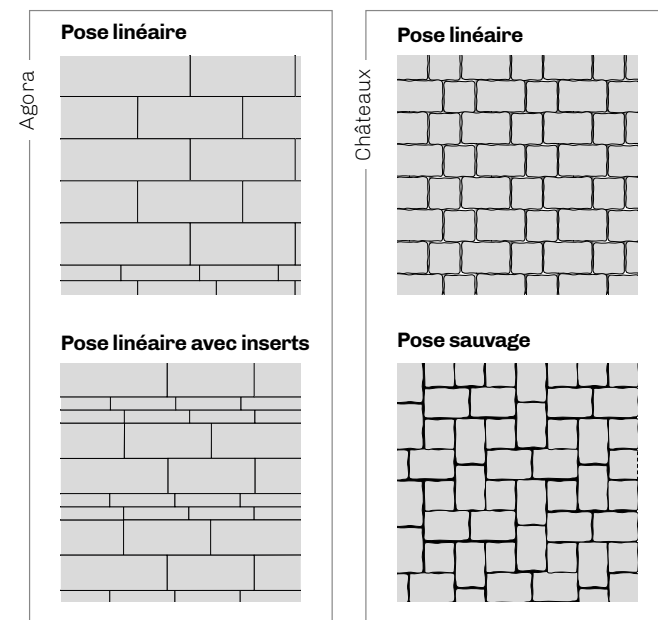 Agora
Pose linéaire
Pose linéaire avec inserts
Châteaux
Pose linéaire
Pose sauvage